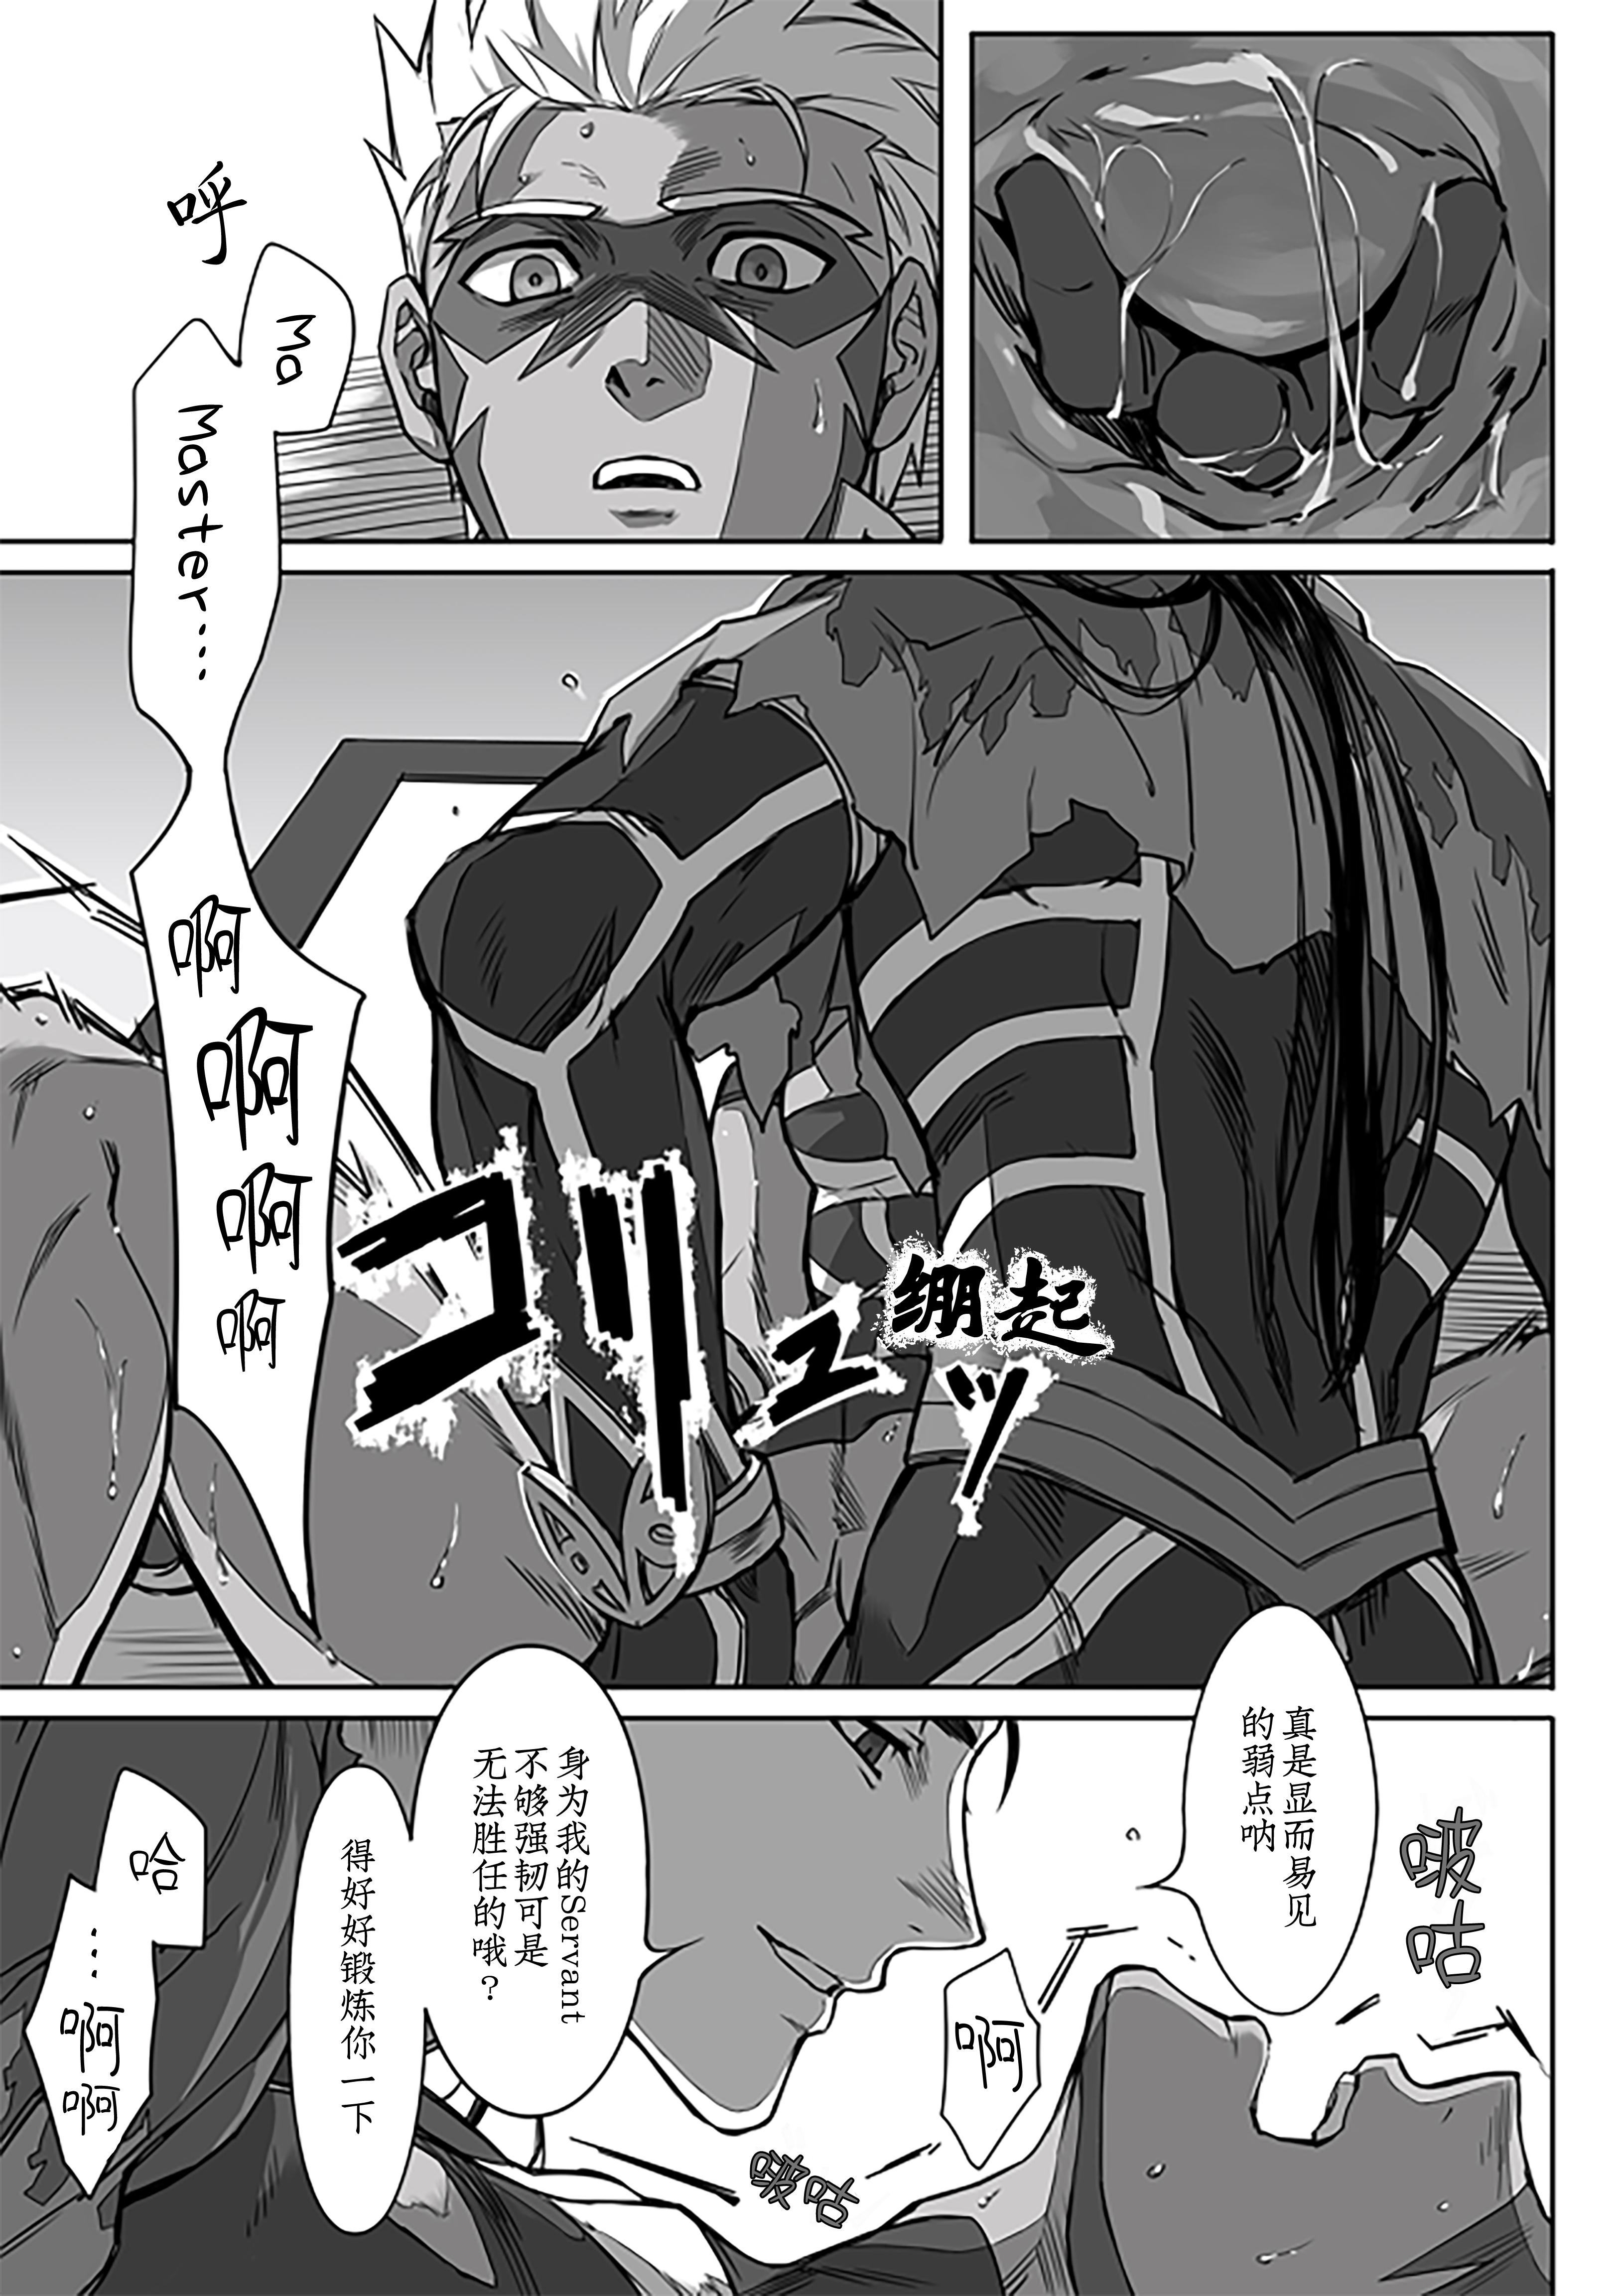 呼
Ma
Master……
啊
啊
啊
啊
コリュッ
绷起
真是显而易见
的弱点呐
啵咕
啊
身为我的Servant
不够强韧可是
无法胜任的哦？
得好好锻炼你一下
啵咕
哈
…
啊
啊